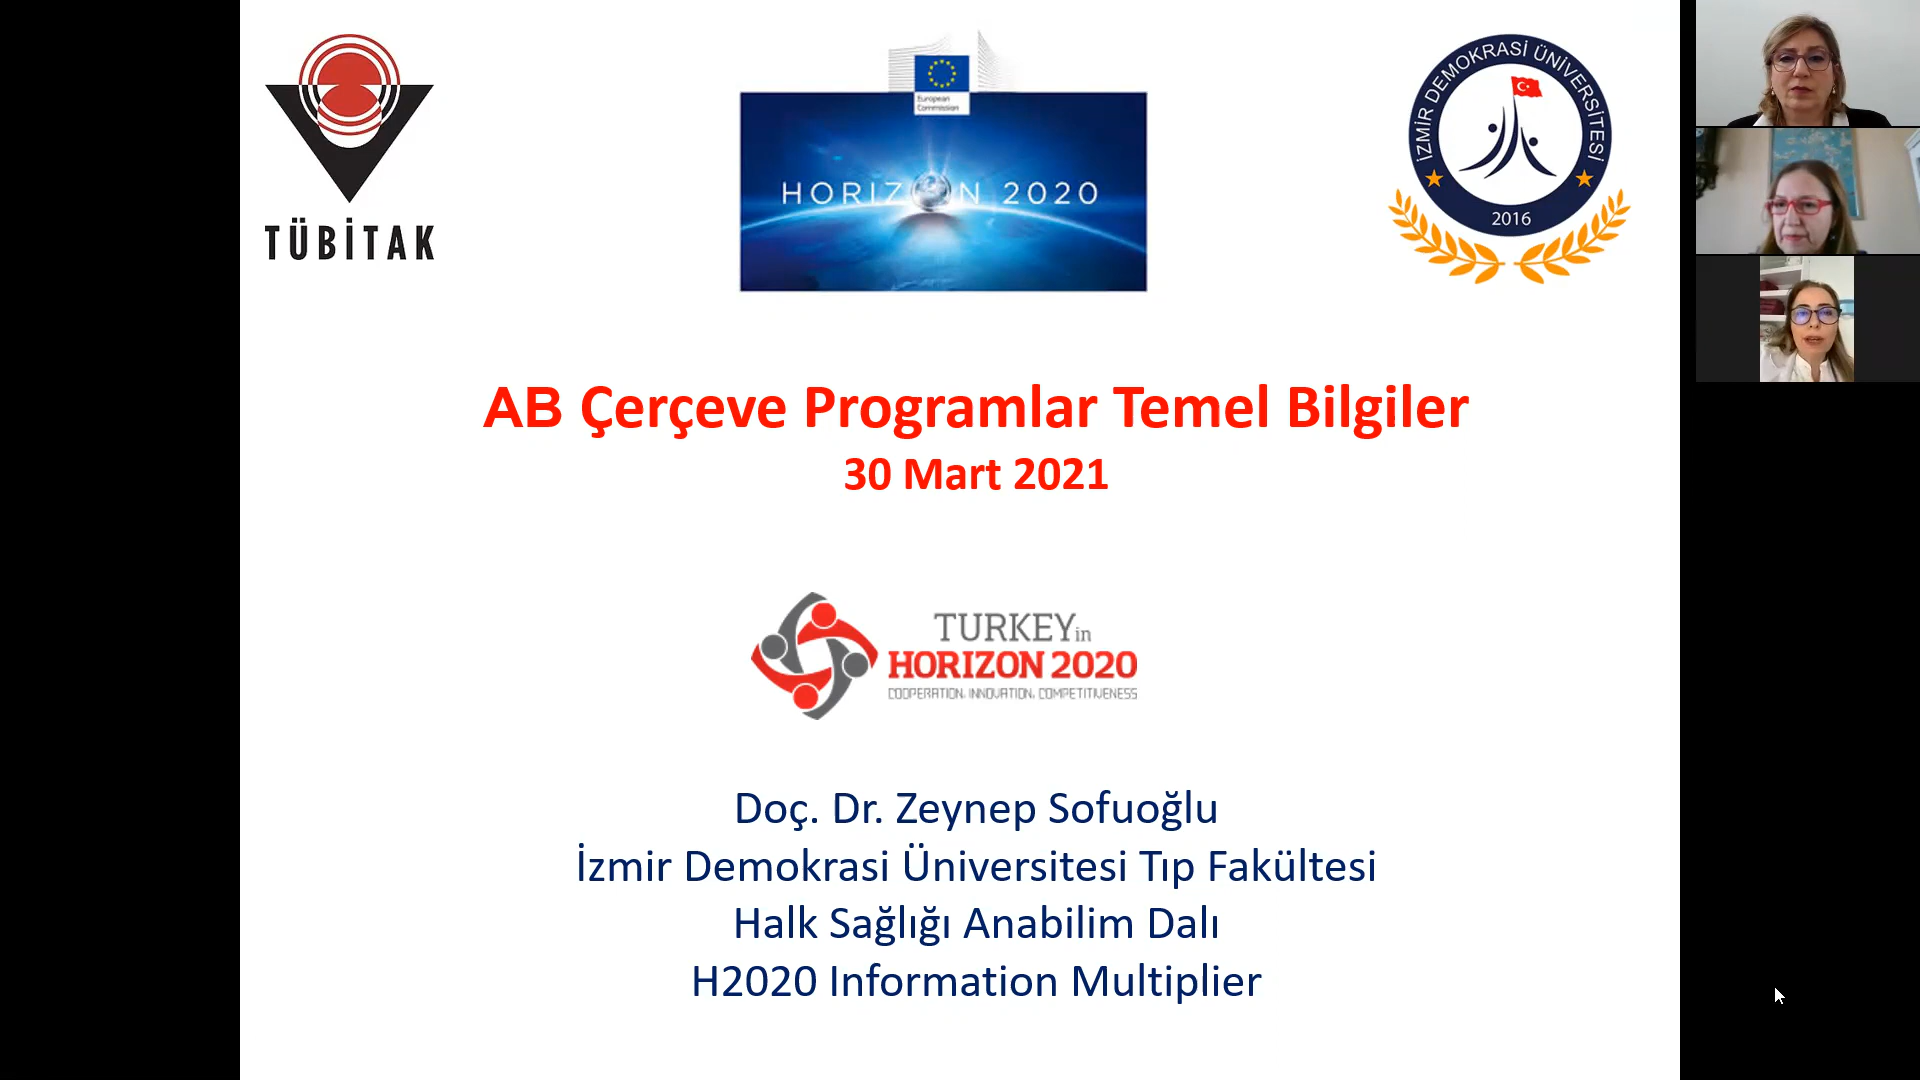 TÜBİTAK
European
Commission
HORIZON 2020
İZMİR DEMOKRASİ ÜNİVERSİTESİ
2016
AB Çerçeve Programlar Temel Bilgiler
30 Mart 2021
TURKEY in
HORIZON 2020
COOPERATION, INNOVATION, COMPETITIVENESS
Doç. Dr. Zeynep Sofuoğlu
İzmir Demokrasi Üniversitesi Tıp Fakültesi
Halk Sağlığı Anabilim Dalı
H2020 Information Multiplier